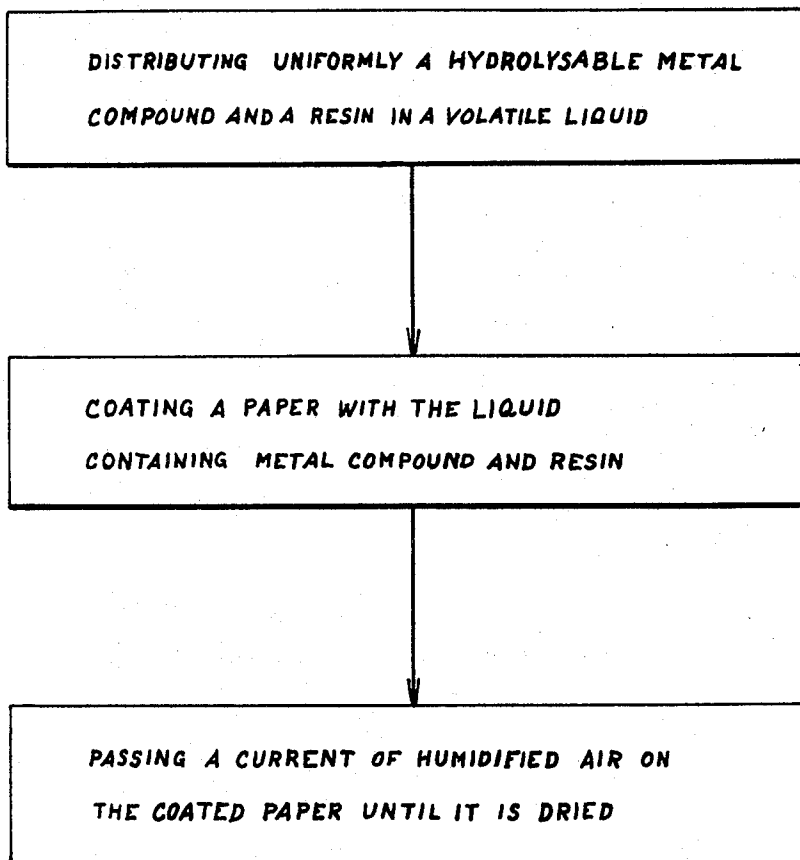 DISTRIBUTING UNIFORMLY A HYDROLYSABLE METAL
COMPOUND AND A RESIN IN A VOLATILE LIQUID
COATING A PAPER WITH THE LIQUID
CONTAINING METAL COMPOUND AND RESIN
PASSING A CURRENT OF HUMIDIFIED AIR ON
THE COATED PAPER UNTIL IT IS DRIED